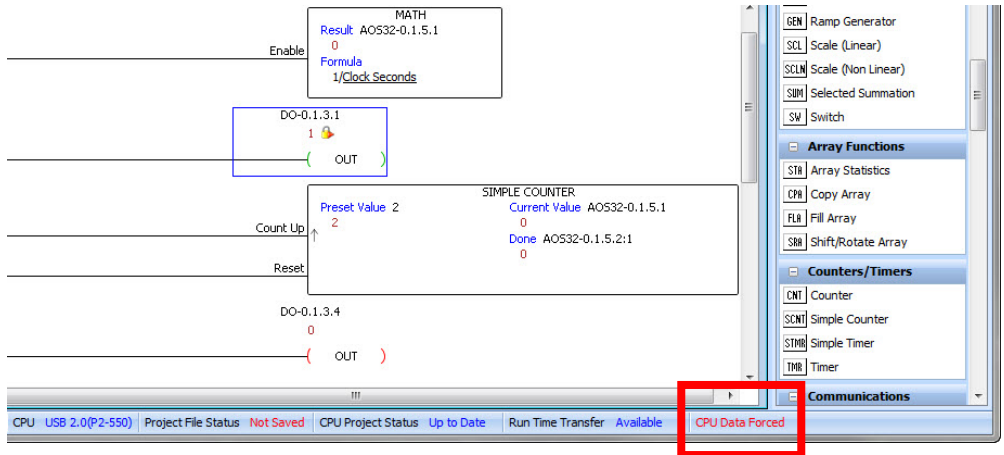 MATH
Result AOS32-0.1.5.1
0
Enable
Formula
1/Clock Seconds
DO-0.1.3.1
1
( OUT )
SIMPLE COUNTER
Preset Value 2 Current Value AOS32-0.1.5.1
2 0
Count Up
Done AOS32-0.1.5.2:1
0
Reset
DO-0.1.3.4
0
( OUT )
GEN Ramp Generator
SCL Scale (Linear)
SCLN Scale (Non Linear)
SUM Selected Summation
SW Switch
Array Functions
STA Array Statistics
CPA Copy Array
FLA Fill Array
SRA Shift/Rotate Array
Counters/Timers
CNT Counter
SCNT Simple Counter
STMR Simple Timer
TMR Timer
Communications
CPU USB 2.0(P2-550) Project File Status Not Saved CPU Project Status Up to Date Run Time Transfer Available CPU Data Forced